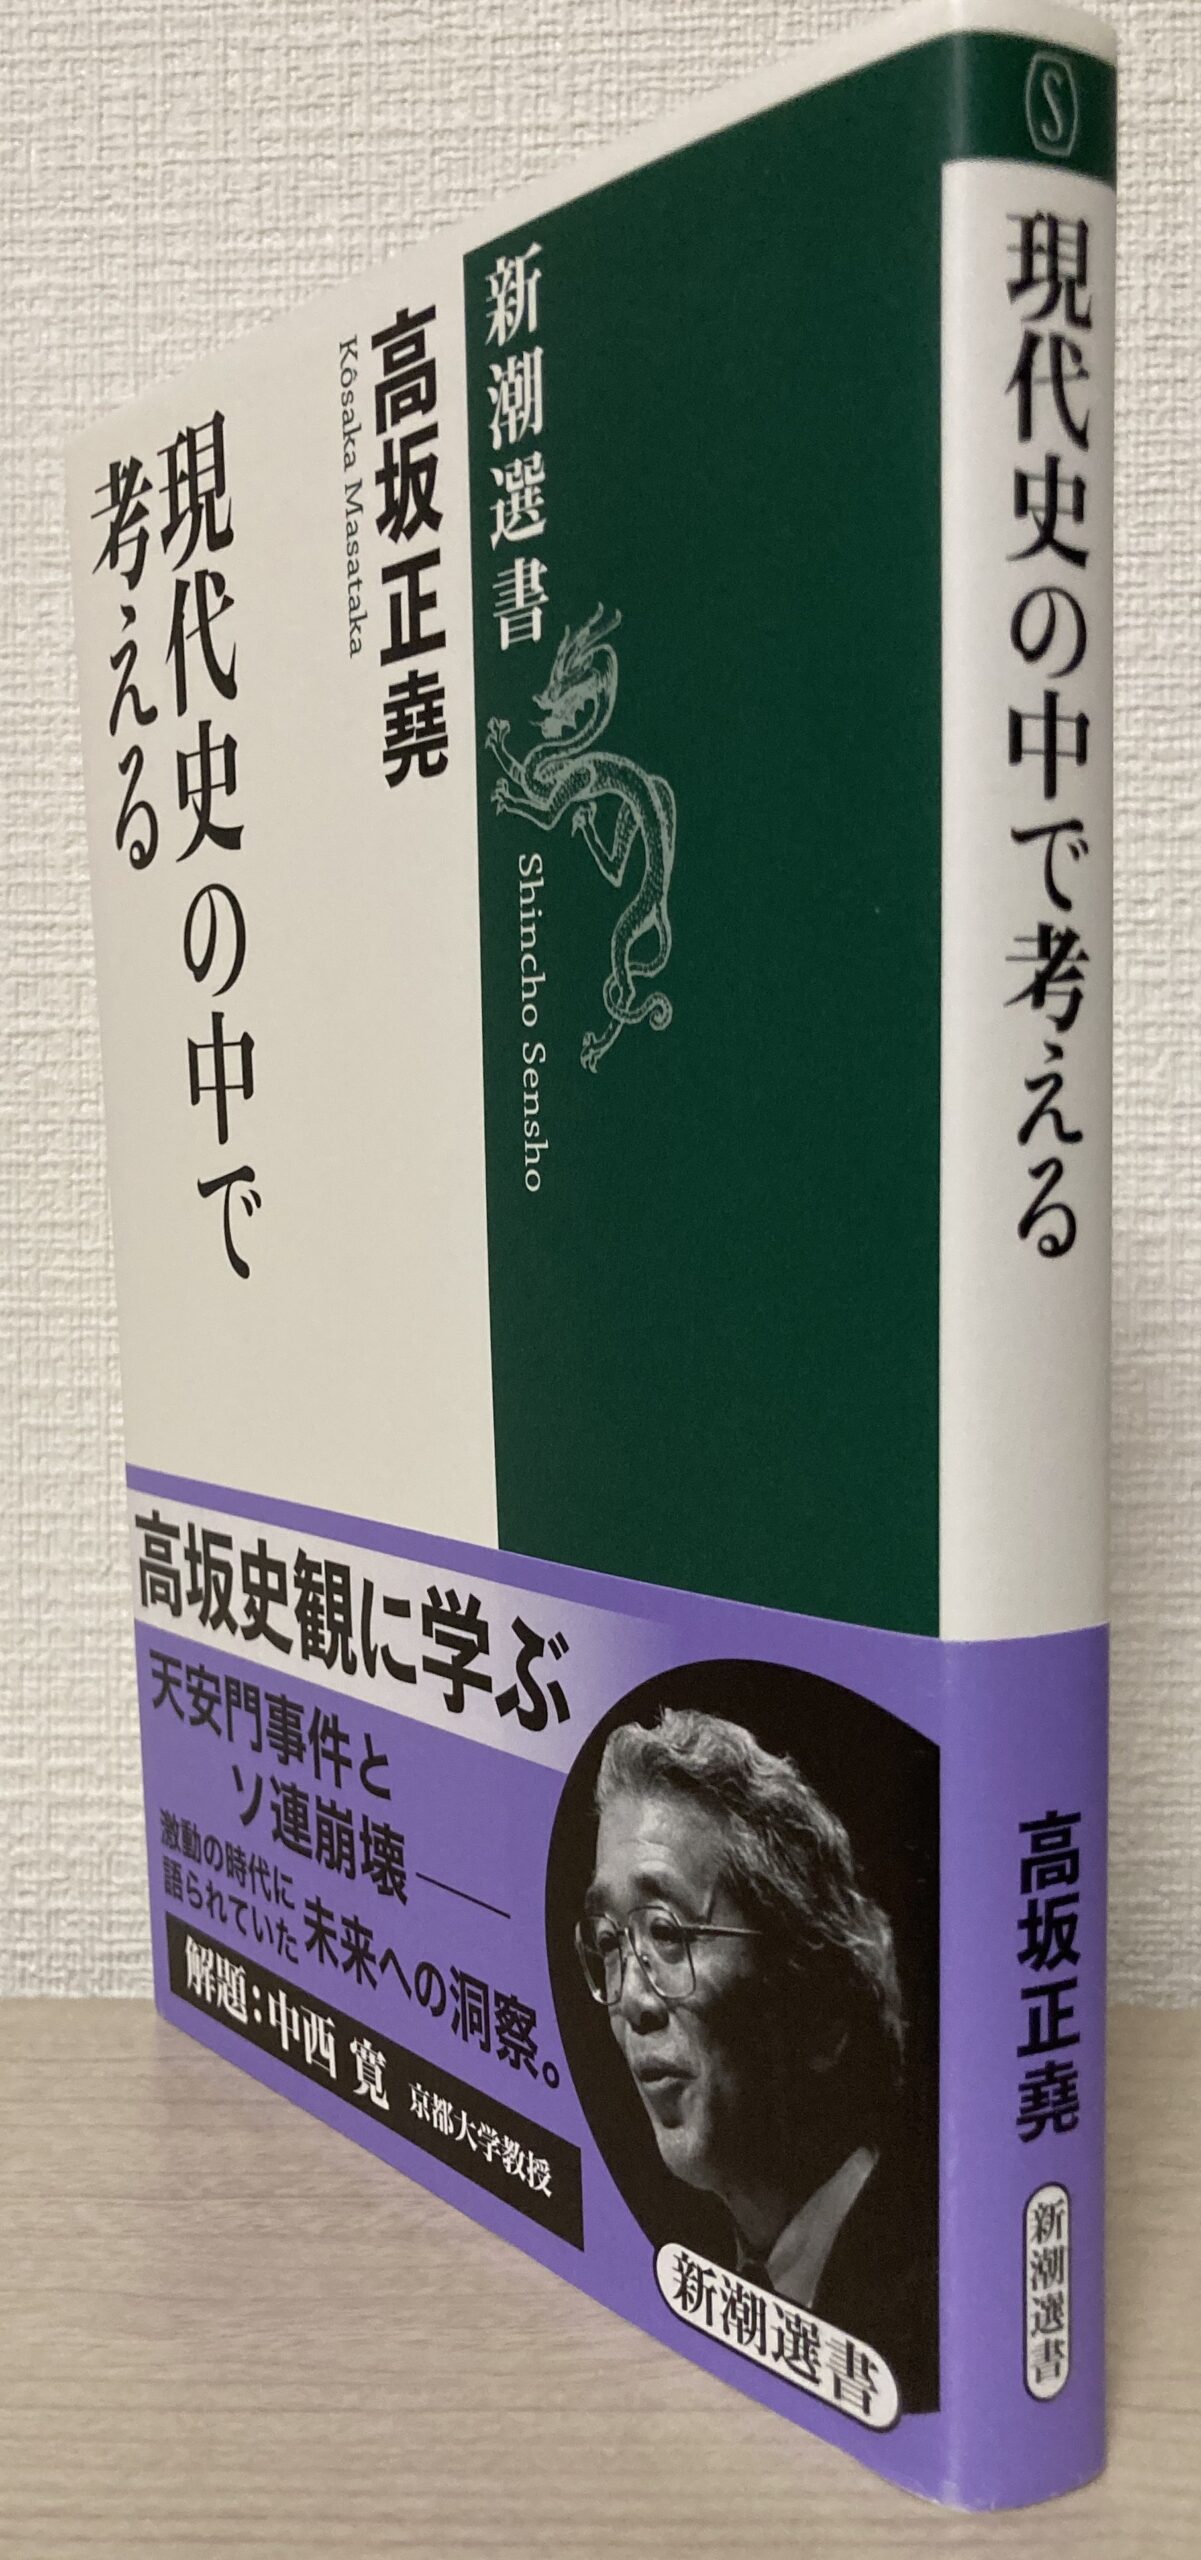 新潮選書
Shincho Sensho
高坂正堯
Kôsaka Masataka
現代史の中で
考える
高坂史観に学ぶ
天安門事件と
ソ連崩壊——
激動の時代に
語られていた
未来への洞察。
解題:中西 寛 京都大学教授
新潮選書
S
現代史の中で考える
高坂正堯
新潮選書